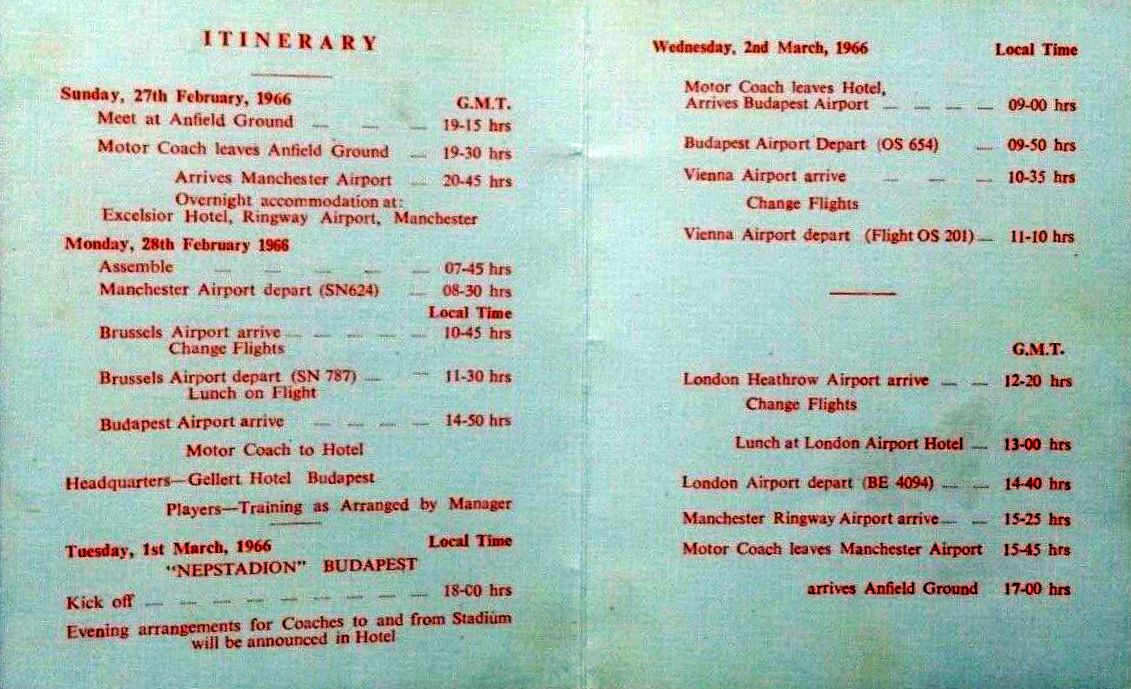 ITINERARY
Sunday, 27th February, 1966
G.M.T.
Meet at Anfield Ground — — — 19-15 hrs
Motor Coach leaves Anfield Ground — 19-30 hrs
Arrives Manchester Airport — 20-45 hrs
Overnight accommodation at:
Excelsior Hotel, Ringway Airport, Manchester
Monday, 28th February 1966
Assemble — — — — — 07-45 hrs
Manchester Airport depart (SN624) — 08-30 hrs
Local Time
Brussels Airport arrive — — — — 10-45 hrs
Change Flights
Brussels Airport depart (SN 787) — — 11-30 hrs
Lunch on Flight
Budapest Airport arrive — — — — 14-50 hrs
Motor Coach to Hotel
Headquarters—Gellert Hotel Budapest
Players—Training as Arranged by Manager
Tuesday, 1st March, 1966 Local Time
"NEPSTADION" BUDAPEST
Kick off — — — — — — — 18-00 hrs
Evening arrangements for Coaches to and from Stadium
will be announced in Hotel
Wednesday, 2nd March, 1966 Local Time
Motor Coach leaves Hotel,
Arrives Budapest Airport — — — — 09-00 hrs
Budapest Airport Depart (OS 654) — 09-50 hrs
Vienna Airport arrive — — — 10-35 hrs
Change Flights
Vienna Airport depart (Flight OS 201) — 11-10 hrs
G.M.T.
London Heathrow Airport arrive — — 12-20 hrs
Change Flights
Lunch at London Airport Hotel — 13-00 hrs
London Airport depart (BE 4094) — — 14-40 hrs
Manchester Ringway Airport arrive — — 15-25 hrs
Motor Coach leaves Manchester Airport 15-45 hrs
arrives Anfield Ground 17-00 hrs